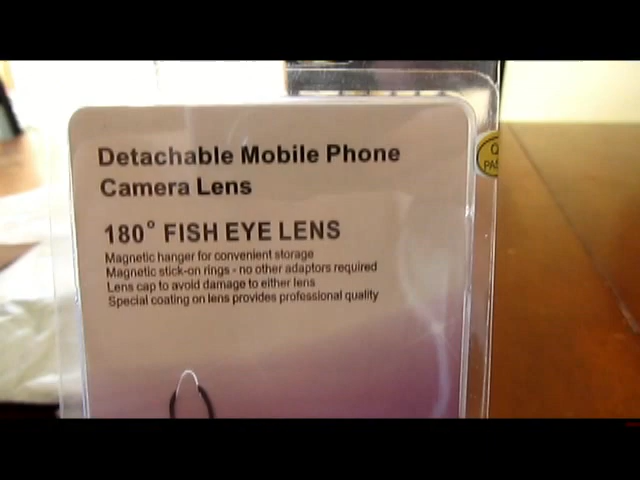 Detachable Mobile Phone
Camera Lens
180° FISH EYE LENS
Magnetic hanger for convenient storage
Magnetic stick-on rings - no other adaptors required
Lens cap to avoid damage to either lens
Special coating on lens provides professional quality